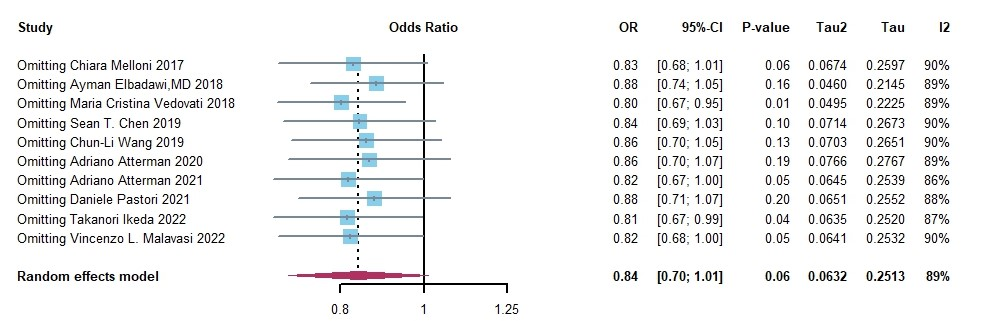 Study Odds Ratio OR 95%-CI P-value Tau2 Tau I2
Omitting Chiara Melloni 2017 0.83 [0.68; 1.01] 0.06 0.0674 0.2597 90%
Omitting Ayman Elbadawi,MD 2018 0.88 [0.74; 1.05] 0.16 0.0460 0.2145 89%
Omitting Maria Cristina Vedovati 2018 0.80 [0.67; 0.95] 0.01 0.0495 0.2225 89%
Omitting Sean T. Chen 2019 0.84 [0.69; 1.03] 0.10 0.0714 0.2673 90%
Omitting Chun-Li Wang 2019 0.86 [0.70; 1.05] 0.13 0.0703 0.2651 90%
Omitting Adriano Atterman 2020 0.86 [0.70; 1.07] 0.19 0.0766 0.2767 89%
Omitting Adriano Atterman 2021 0.82 [0.67; 1.00] 0.05 0.0645 0.2539 86%
Omitting Daniele Pastori 2021 0.88 [0.71; 1.07] 0.20 0.0651 0.2552 88%
Omitting Takanori Ikeda 2022 0.81 [0.67; 0.99] 0.04 0.0635 0.2520 87%
Omitting Vincenzo L. Malavasi 2022 0.82 [0.68; 1.00] 0.05 0.0641 0.2532 90%
Random effects model 0.84 [0.70; 1.01] 0.06 0.0632 0.2513 89%
0.8 1 1.25